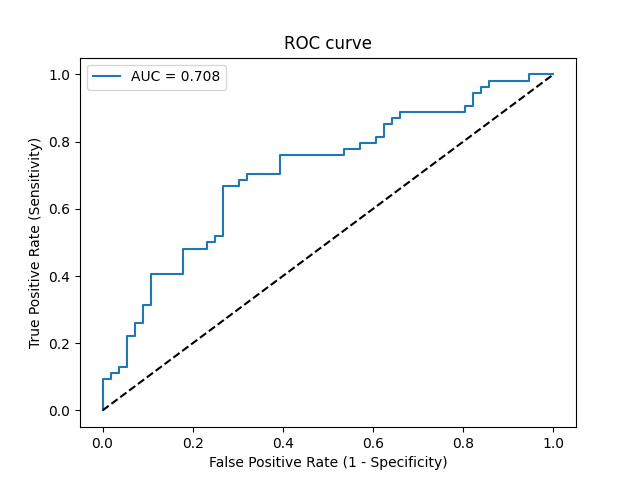 ROC curve
AUC = 0.708
True Positive Rate (Sensitivity)
1.0
0.8
0.6
0.4
0.2
0.0
0.0 0.2 0.4 0.6 0.8 1.0
False Positive Rate (1 - Specificity)